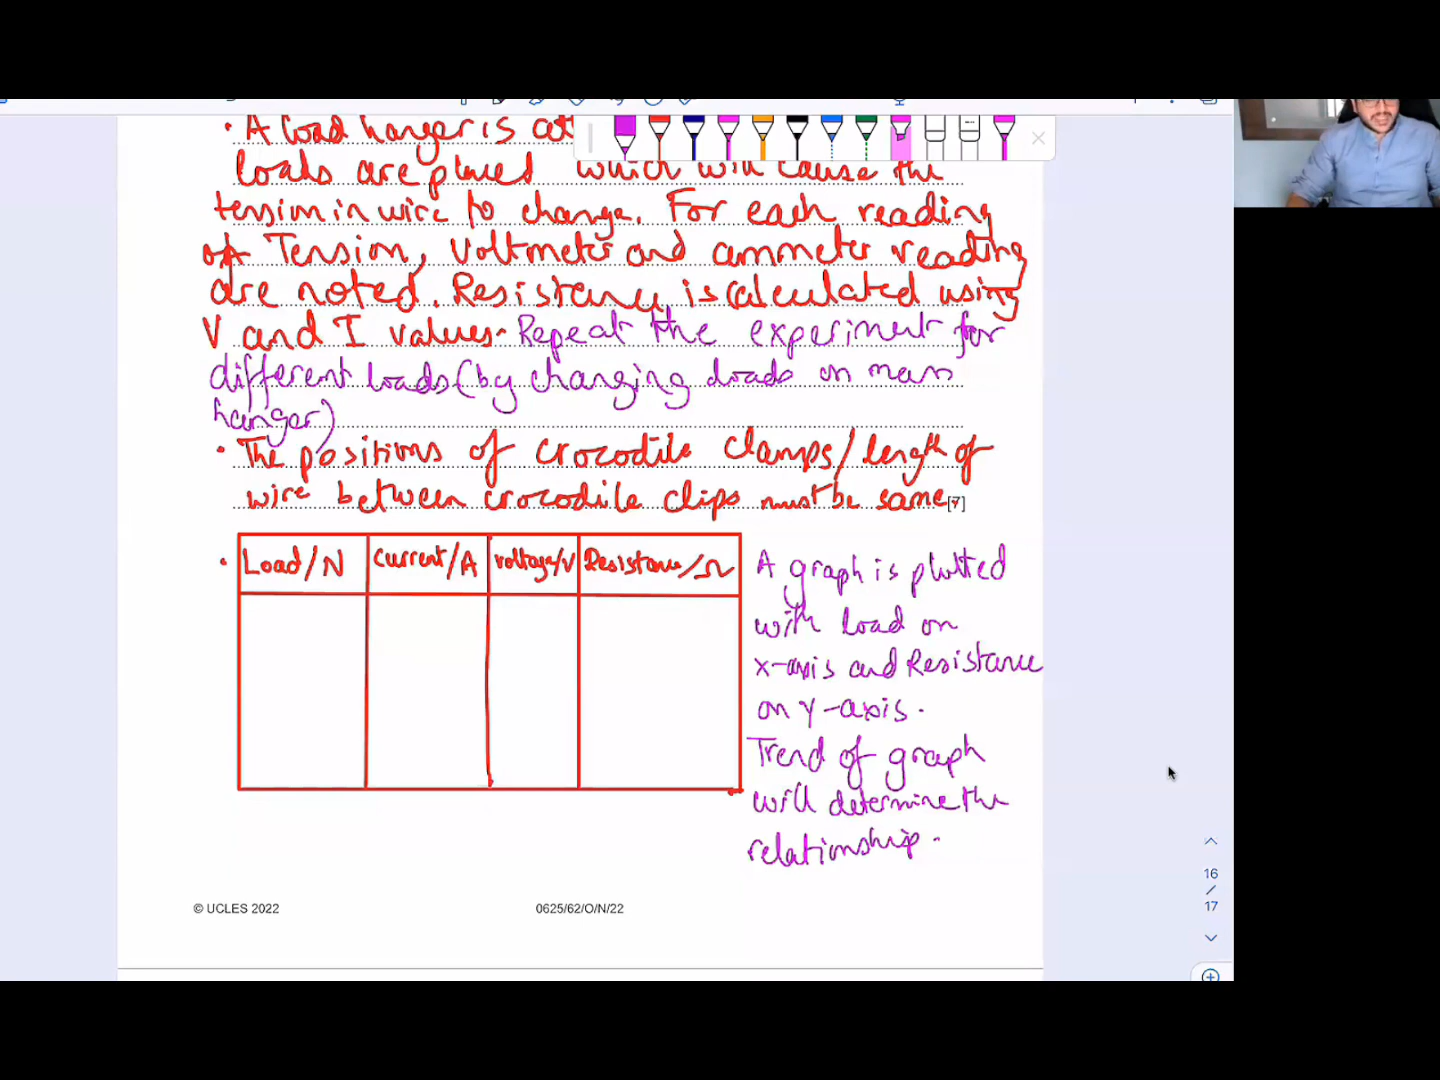 · A load hanger is
loads are placed which will cause the
tension in wire to change. For each reading
of Tension, Voltmeter and ammeter reading
are noted. Resistance is calculated using
V and I values. Repeat the experiment for
different loads (by changing loads on mass
hanger)
· The positions of crocodile clamps/length of
wire between crocodile clips must be same. [7]
· Load/N Current/A voltage/V Resistance/Ω
A graph is plotted
with load on
x-axis and Resistance
on Y-axis.
Trend of graph
will determine the
relationship.
© UCLES 2022 0625/62/O/N/22
16
/
17